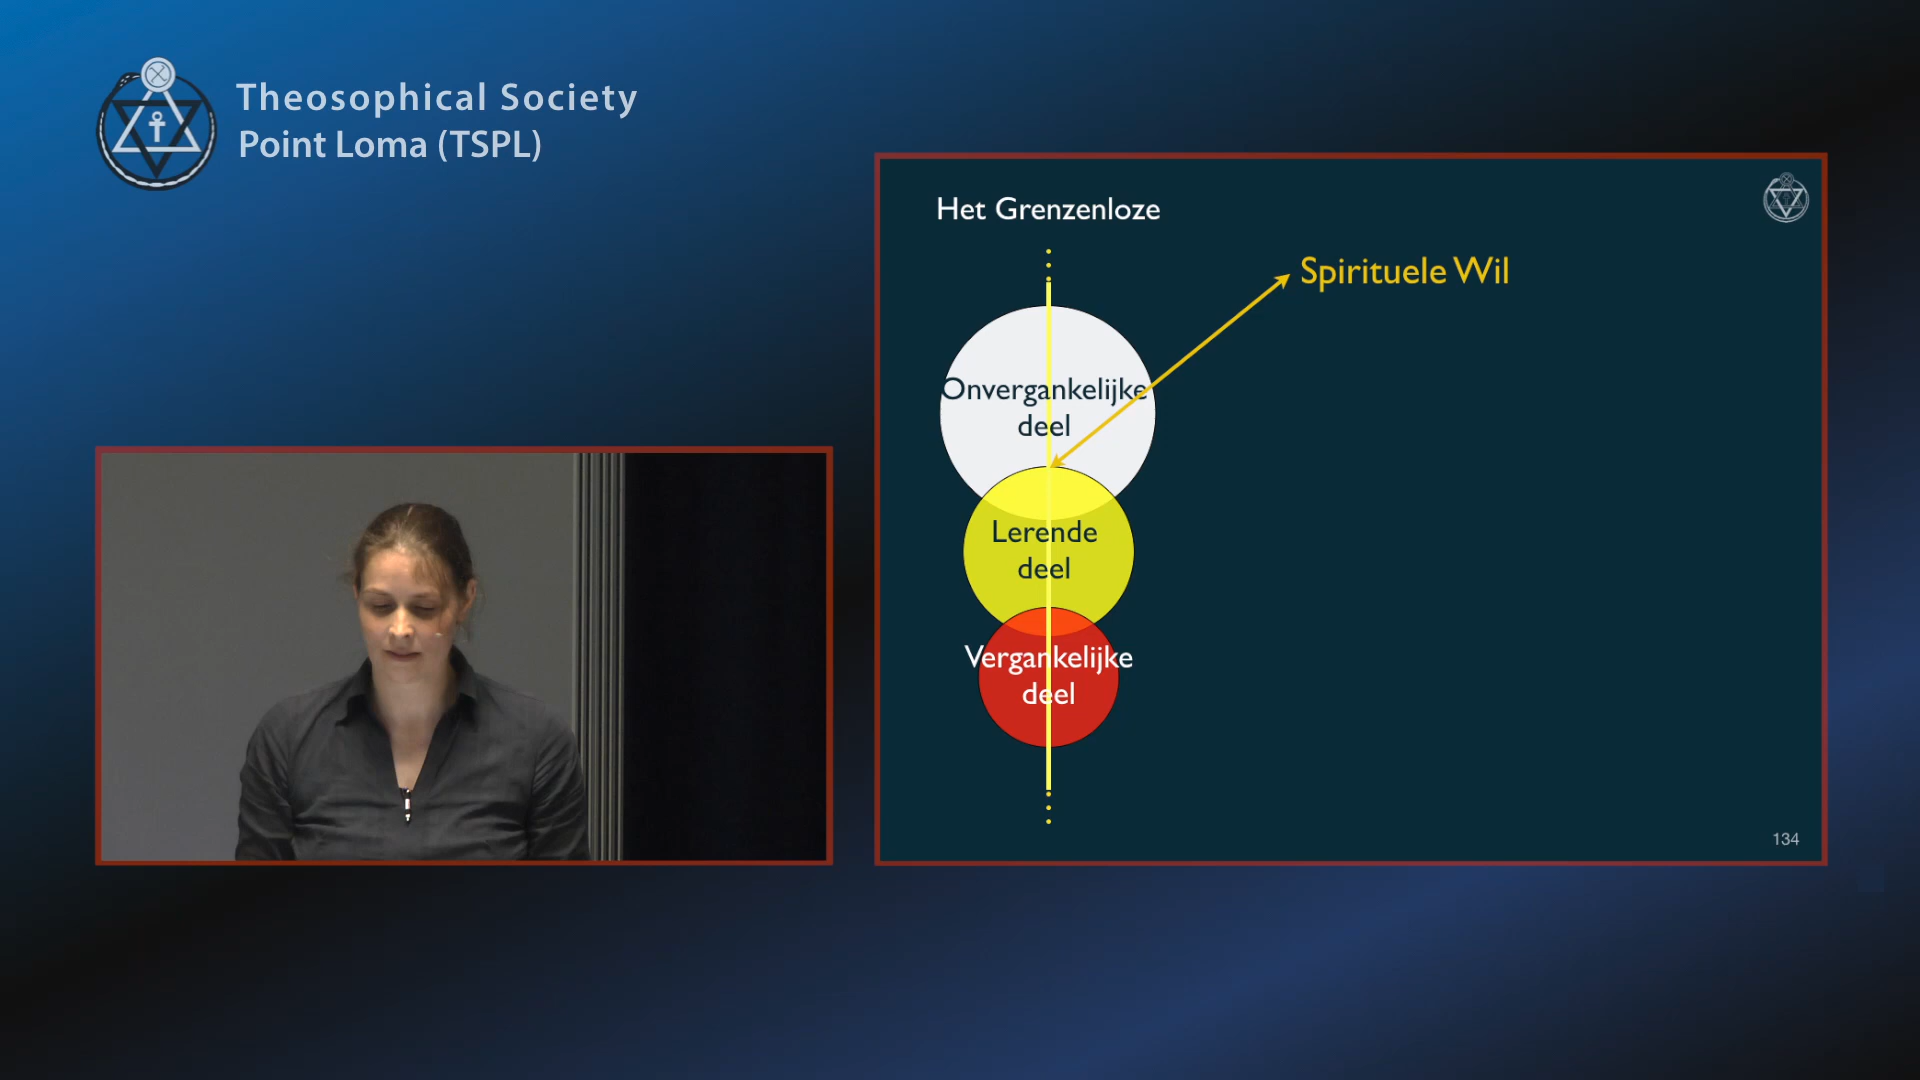 Theosophical Society
Point Loma (TSPL)
Het Grenzenloze
Spirituele Wil
Onvergankelijke
deel
Lerende
deel
Vergankelijke
deel
134